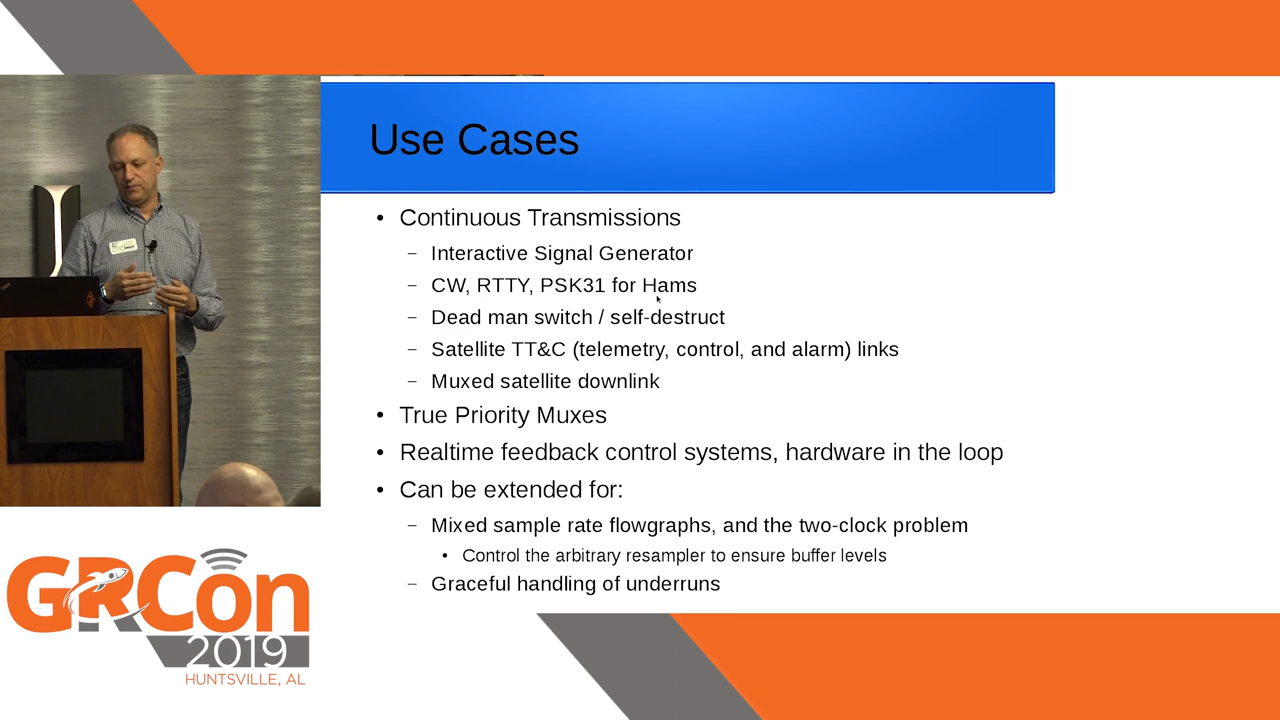 Use Cases
• Continuous Transmissions
– Interactive Signal Generator
– CW, RTTY, PSK31 for Hams
– Dead man switch / self-destruct
– Satellite TT&C (telemetry, control, and alarm) links
– Muxed satellite downlink
• True Priority Muxes
• Realtime feedback control systems, hardware in the loop
• Can be extended for:
– Mixed sample rate flowgraphs, and the two-clock problem
• Control the arbitrary resampler to ensure buffer levels
– Graceful handling of underruns
GRCon
2019
HUNTSVILLE, AL